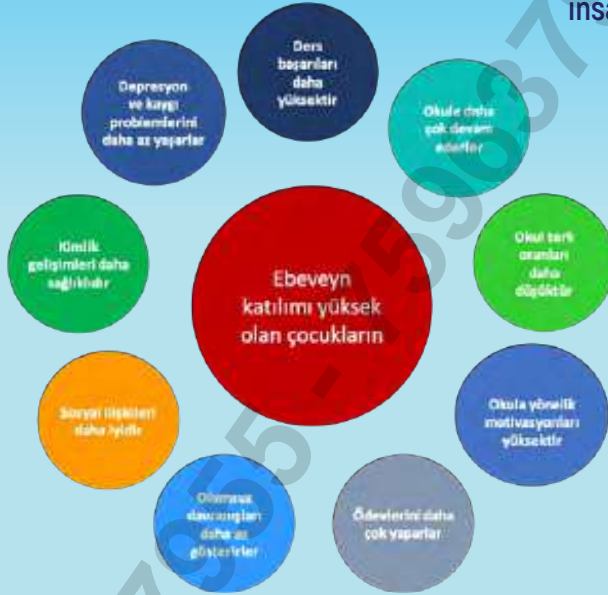 Ders
başarıları
daha
yüksektir
Okula daha
çok devam
ederler
Okul terk
oranları
daha
düşüktür
Okula yönelik
motivasyonları
yüksektir
Ödevlerini daha
çok yaparlar
Olumsuz
davranışları
daha az
gösterirler
Sosyal ilişkileri
daha iyidir
Kimlik
gelişimleri daha
sağlıklıdır
Depresyon
ve kaygı
problemlerini
daha az yaşarlar
Ebeveyn
katılımı yüksek
olan çocukların